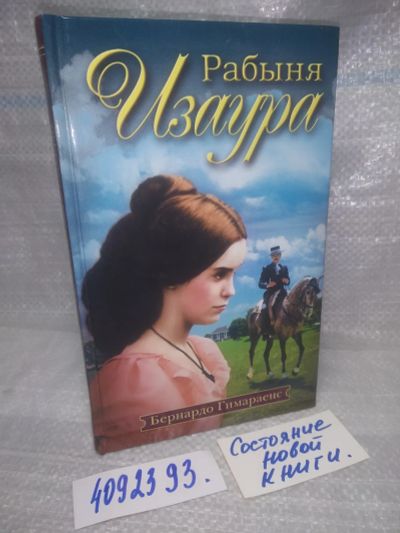 Рабыня
Изаура
Бернардо Гимараенс
4092393.
Состояние
новой
книги.